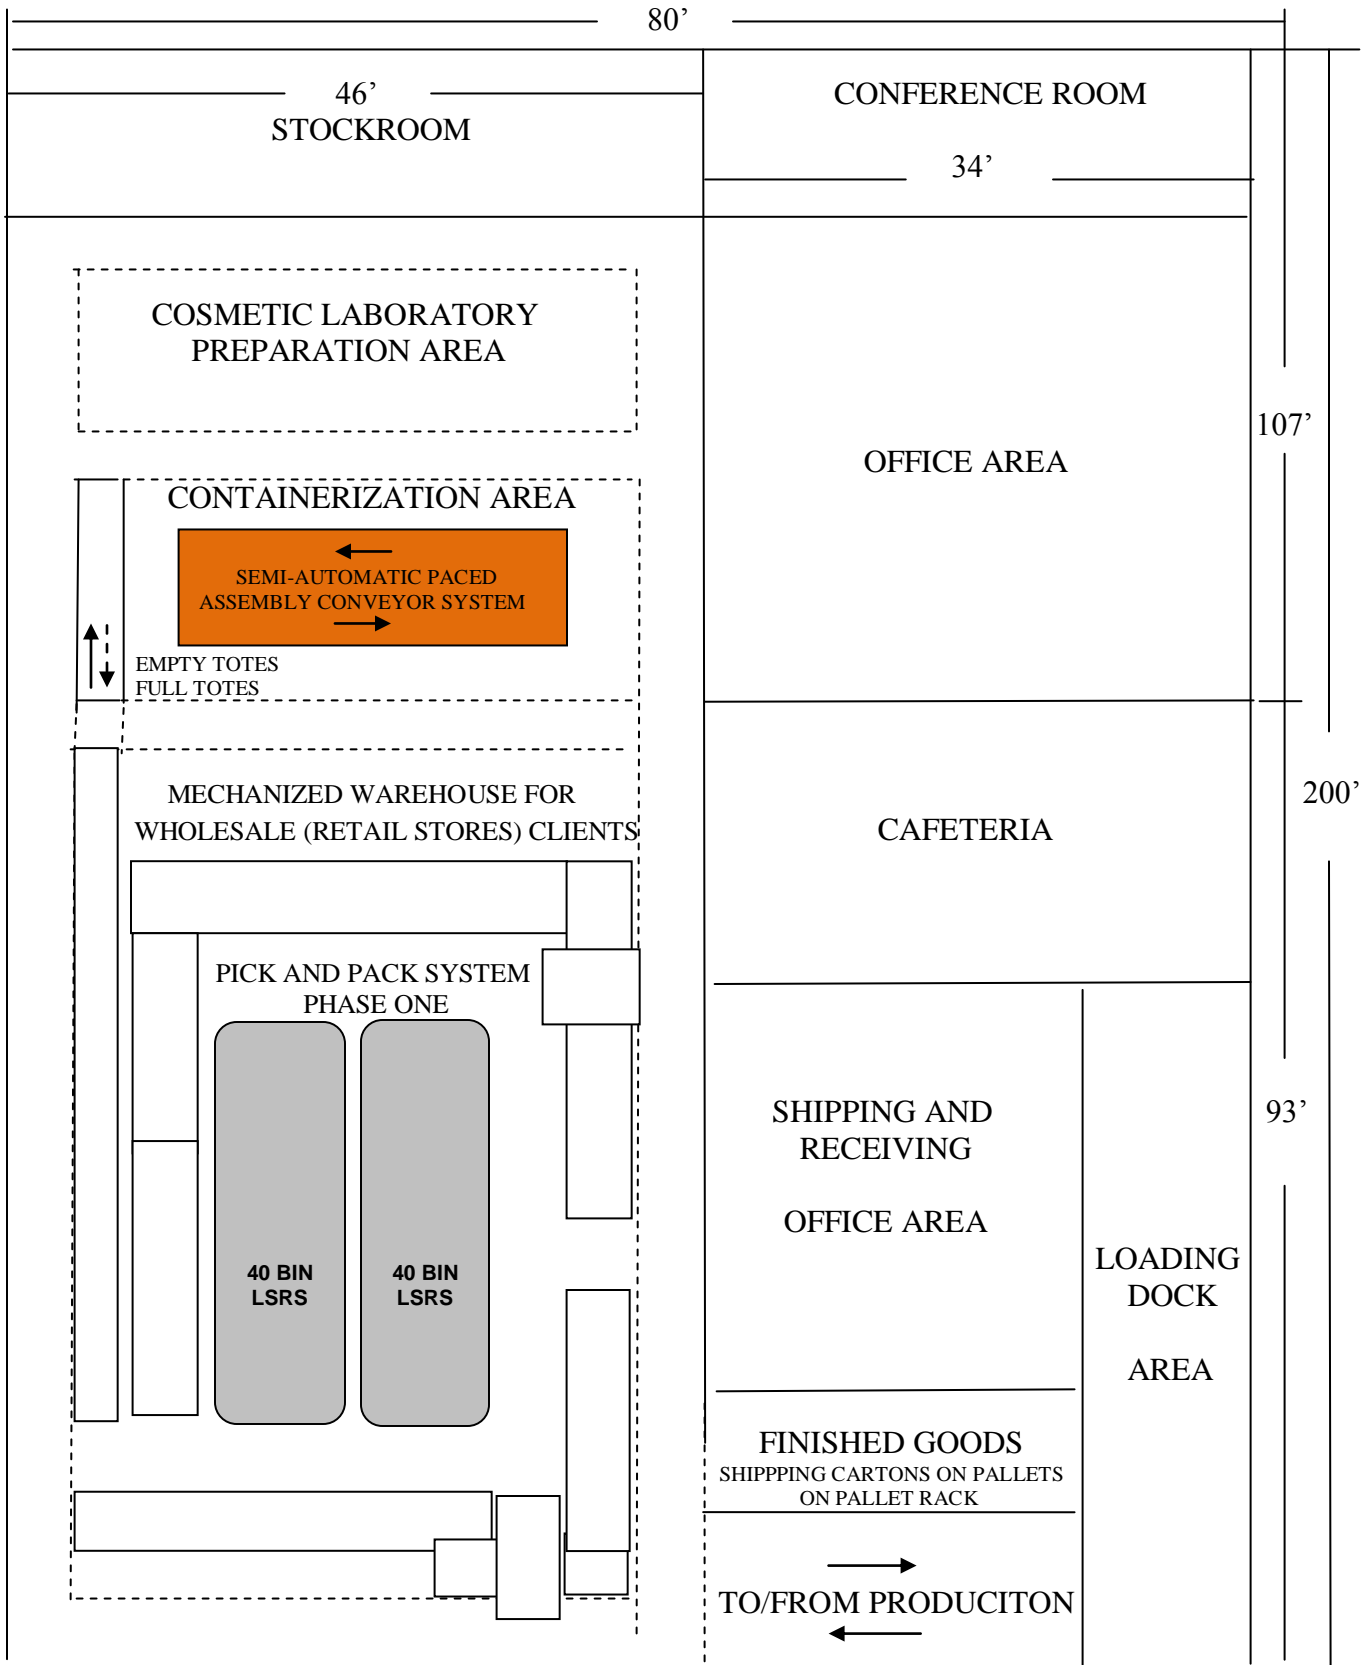 80’
46’
STOCKROOM
CONFERENCE ROOM
34’
COSMETIC LABORATORY
PREPARATION AREA
107’
OFFICE AREA
CONTAINERIZATION AREA
SEMI-AUTOMATIC PACED
ASSEMBLY CONVEYOR SYSTEM
EMPTY TOTES
FULL TOTES
200’
MECHANIZED WAREHOUSE FOR
WHOLESALE (RETAIL STORES) CLIENTS
CAFETERIA
PICK AND PACK SYSTEM
PHASE ONE
93’
SHIPPING AND
RECEIVING
OFFICE AREA
40 BIN
LSRS
40 BIN
LSRS
LOADING
DOCK
AREA
FINISHED GOODS
SHIPPPING CARTONS ON PALLETS
ON PALLET RACK
TO/FROM PRODUCITON